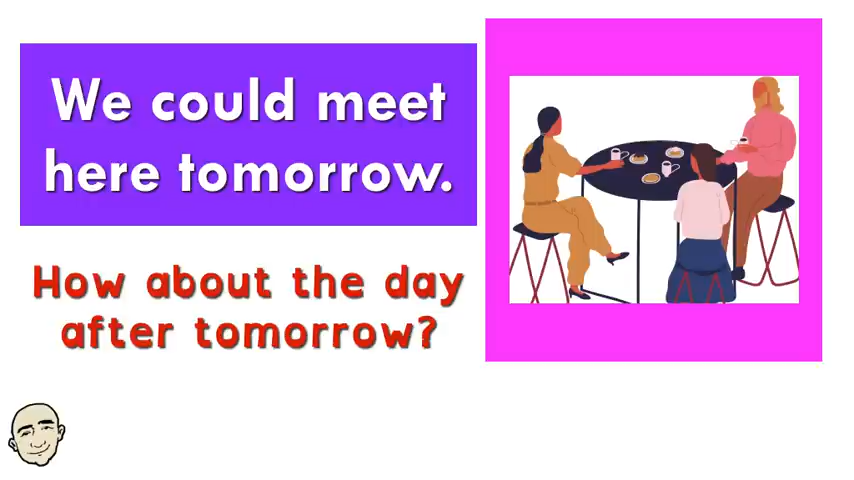 We could meet
here tomorrow.
How about the day
after tomorrow?